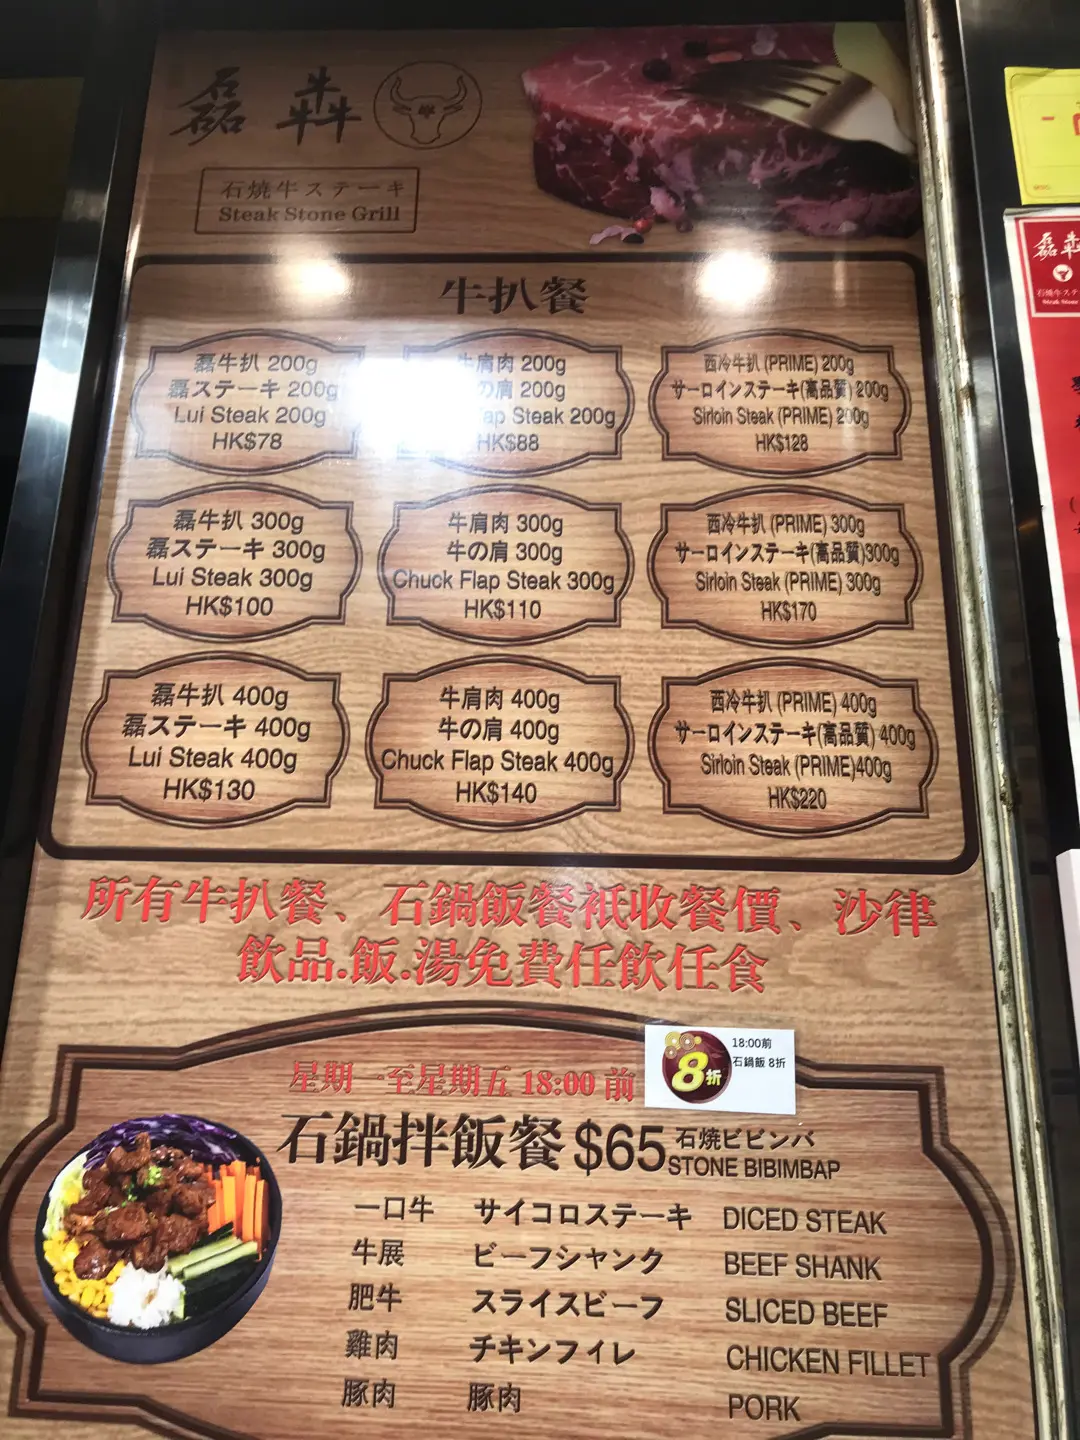 磊犇
石焼牛ステーキ
Steak Stone Grill
牛扒餐
磊牛扒 200g
磊ステーキ 200g
Lui Steak 200g
HK$78
牛肩肉 200g
の肩 200g
ap Steak 200g
HK$88
西冷牛扒 (PRIME) 200g
サーロインステーキ(高品質) 200g
Sirloin Steak (PRIME) 200g
HK$128
磊牛扒 300g
磊ステーキ 300g
Lui Steak 300g
HK$100
牛肩肉 300g
牛の肩 300g
Chuck Flap Steak 300g
HK$110
西冷牛扒 (PRIME) 300g
サーロインステーキ(高品質)300g
Sirloin Steak (PRIME) 300g
HK$170
磊牛扒 400g
磊ステーキ 400g
Lui Steak 400g
HK$130
牛肩肉 400g
牛の肩 400g
Chuck Flap Steak 400g
HK$140
西冷牛扒 (PRIME) 400g
サーロインステーキ(高品質) 400g
Sirloin Steak (PRIME)400g
HK$220
所有牛扒餐、石鍋飯餐衹收餐價、沙律
飲品.飯.湯免費任飲任食
星期一至星期五 18:00 前
8折
18:00前
石鍋飯 8折
石鍋拌飯餐 $65
石焼ビビンバ
STONE BIBIMBAP
一口牛 サイコロステーキ DICED STEAK
牛展 ビーフシャンク BEEF SHANK
肥牛 スライスビーフ SLICED BEEF
雞肉 チキンフィレ CHICKEN FILLET
豚肉 豚肉 PORK
磊犇
石焼牛ステ
Steak Stone